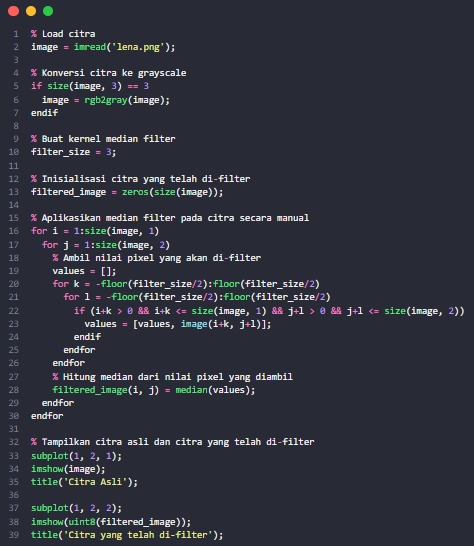 1 % Load citra
2 image = imread('lena.png');
3
4 % Konversi citra ke grayscale
5 if size(image, 3) == 3
6   image = rgb2gray(image);
7 endif
8
9 % Buat kernel median filter
10 filter_size = 3;
11
12 % Inisialisasi citra yang telah di-filter
13 filtered_image = zeros(size(image));
14
15 % Aplikasikan median filter pada citra secara manual
16 for i = 1:size(image, 1)
17   for j = 1:size(image, 2)
18     % Ambil nilai pixel yang akan di-filter
19     values = [];
20     for k = -floor(filter_size/2):floor(filter_size/2)
21       for l = -floor(filter_size/2):floor(filter_size/2)
22         if (i+k > 0 && i+k <= size(image, 1) && j+l > 0 && j+l <= size(image, 2))
23           values = [values, image(i+k, j+l)];
24         endif
25       endfor
26     endfor
27     % Hitung median dari nilai pixel yang diambil
28     filtered_image(i, j) = median(values);
29   endfor
30 endfor
31
32 % Tampilkan citra asli dan citra yang telah di-filter
33 subplot(1, 2, 1);
34 imshow(image);
35 title('Citra Asli');
36
37 subplot(1, 2, 2);
38 imshow(uint8(filtered_image));
39 title('Citra yang telah di-filter');